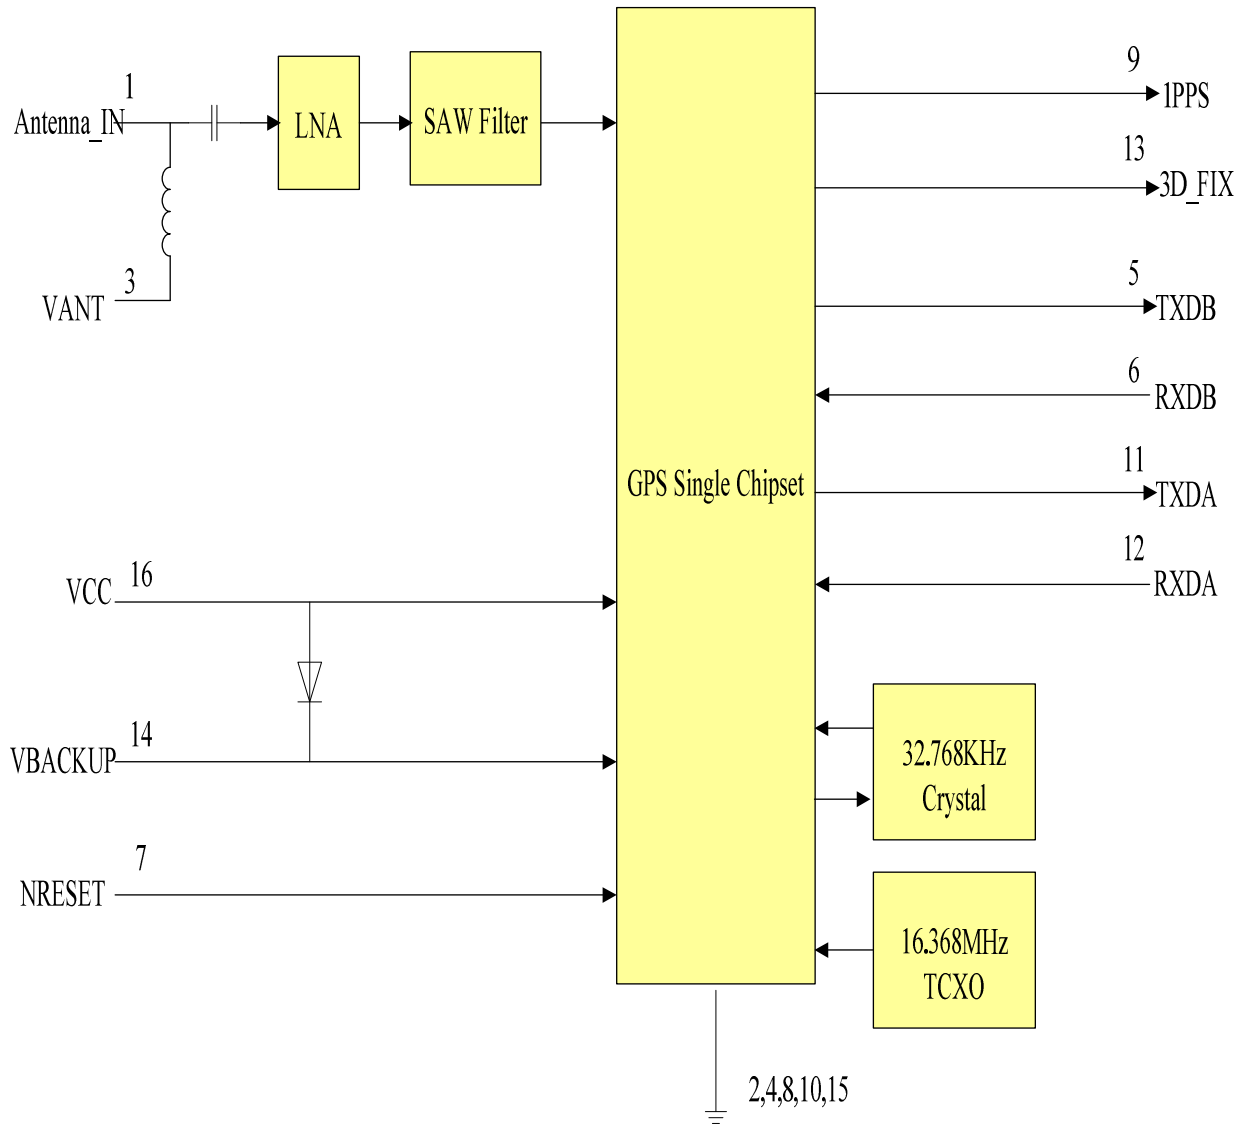 1
Antenna_IN
LNA
SAW Filter
3
VANT
9
1PPS
13
3D_FIX
5
TXDB
6
RXDB
GPS Single Chipset
11
TXDA
12
RXDA
16
VCC
14
VBACKUP
32.768KHz
Crystal
7
NRESET
16.368MHz
TCXO
2,4,8,10,15